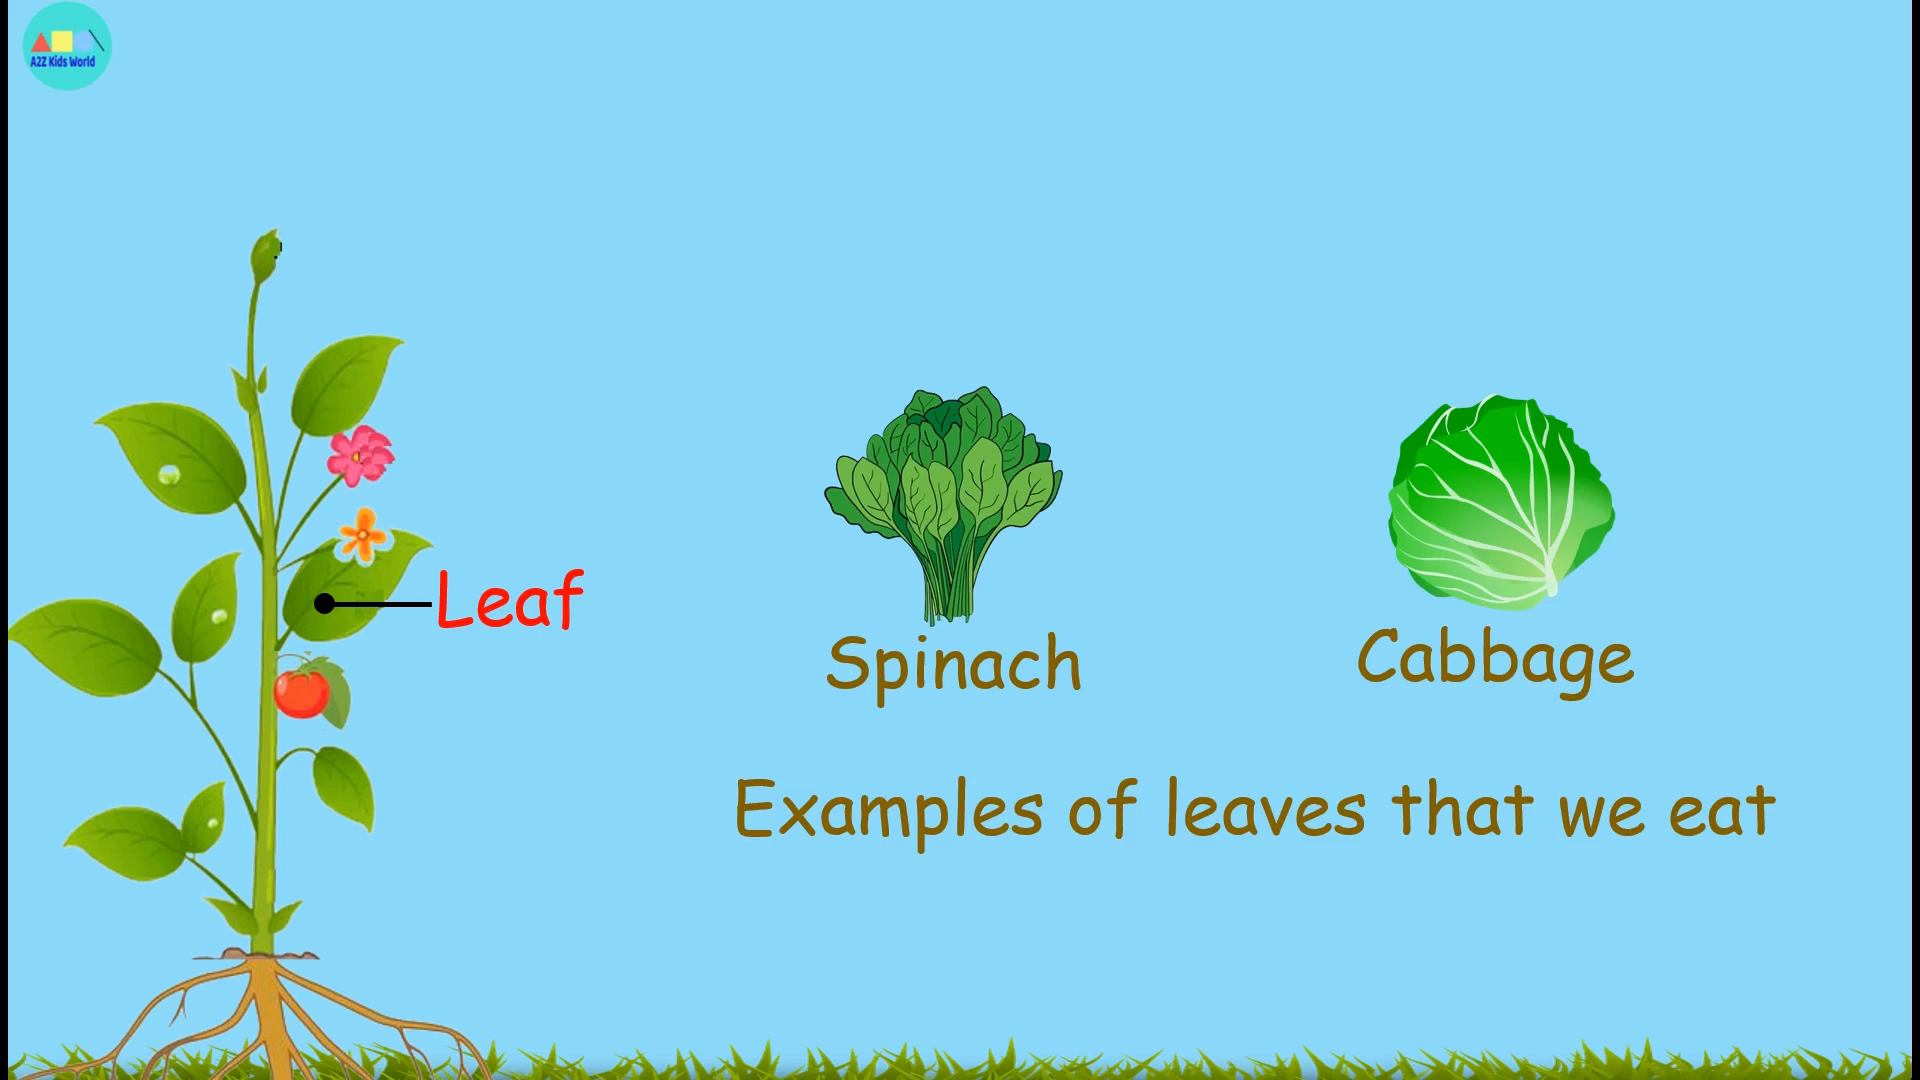 A2Z Kids World
Leaf
Spinach
Cabbage
Examples of leaves that we eat